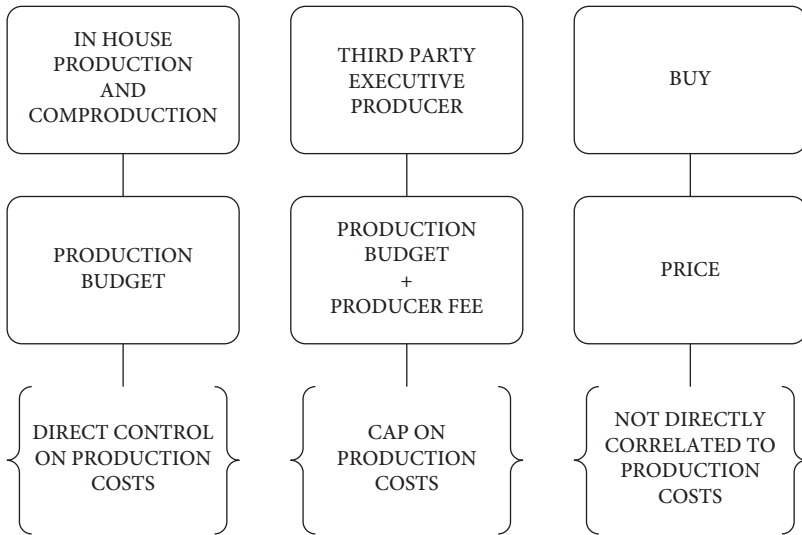 IN HOUSE
PRODUCTION
AND
COMPRODUCTION
THIRD PARTY
EXECUTIVE
PRODUCER
BUY
PRODUCTION
BUDGET
PRODUCTION
BUDGET
+
PRODUCER FEE
PRICE
DIRECT CONTROL
ON PRODUCTION
COSTS
CAP ON
PRODUCTION
COSTS
NOT DIRECTLY
CORRELATED TO
PRODUCTION
COSTS